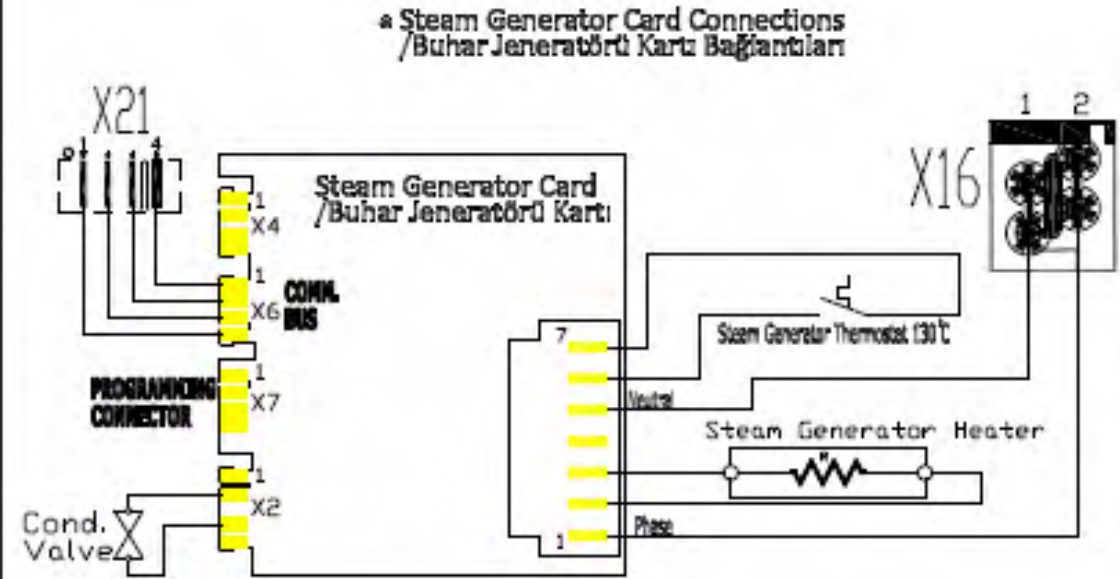 * Steam Generator Card Connections
/Buhar Jeneratörü Kartı Bağlantıları
X21
1 4
1 2
X16
Steam Generator Card
/Buhar Jeneratörü Kartı
1
X4
1
X6
COMM.
BUS
7
Steam Generator Thermostat 130°C
PROGRAMMING
CONNECTOR
1
X7
Neutral
Steam Generator Heater
1
X2
Cond.
Valve
1
Phase